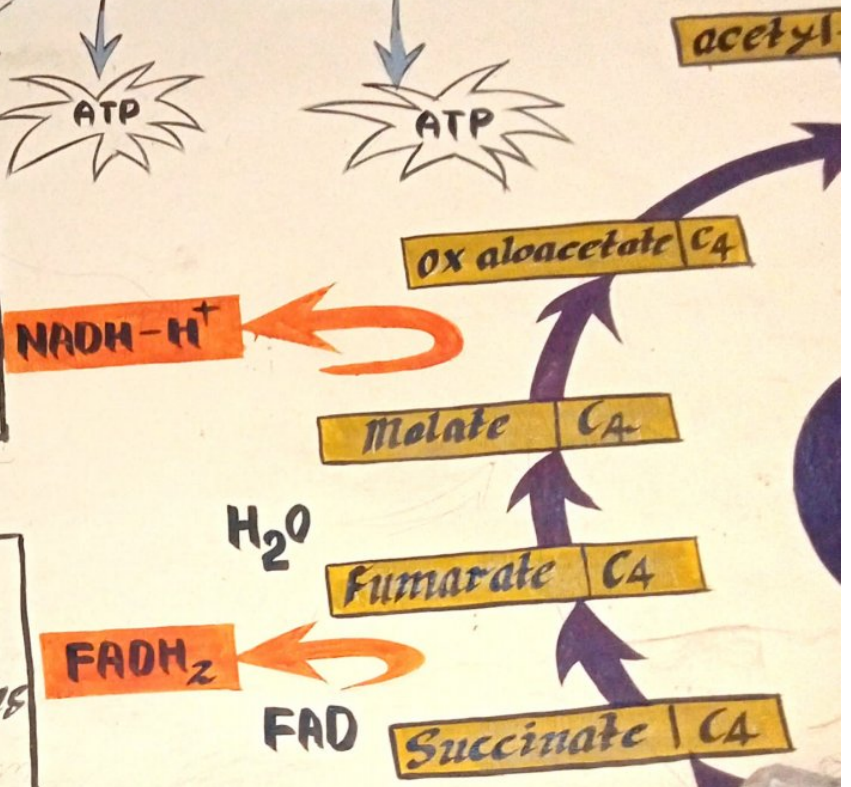 acetyl-
ATP
ATP
Oxaloacetate C4
NADH-H+
Malate C4
H2O
Fumarate C4
FADH2
FAD
Succinate C4